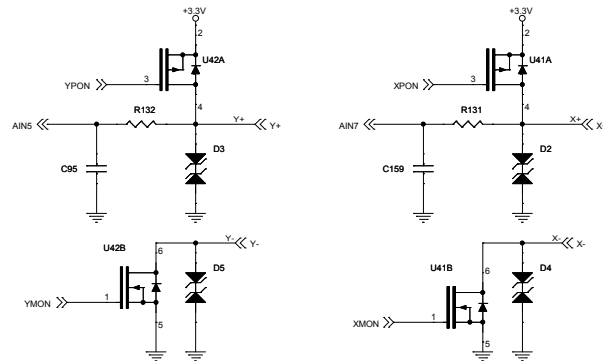 +3.3V
2
U42A
YPON
3
4
R132
AIN5
Y+
Y+
D3
C95
+3.3V
2
U41A
XPON
3
4
R131
AIN7
X+
X
D2
C159
Y-
Y-
U42B
6
D5
YMON
1
5
X-
X-
6
D4
U41B
XMON
1
5